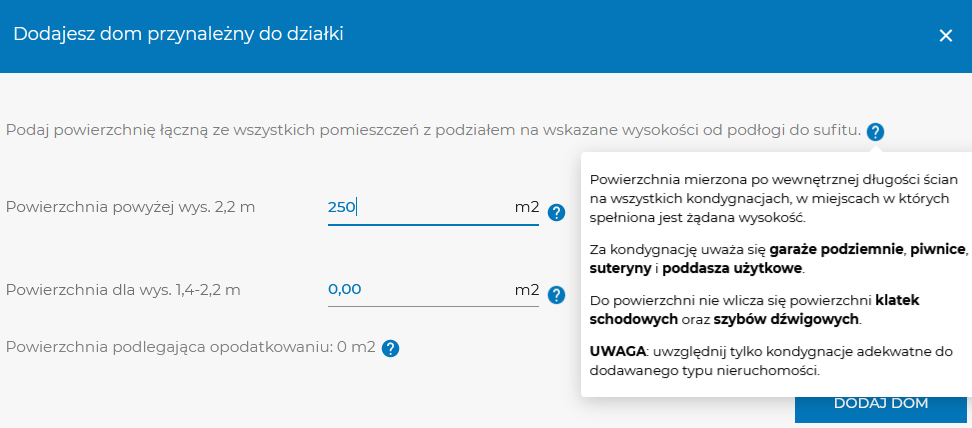 Dodajesz dom przynależny do działki
×
Podaj powierzchnię łączną ze wszystkich pomieszczeń z podziałem na wskazane wysokości od podłogi do sufitu. ?
Powierzchnia mierzona po wewnętrznej długości ścian
na wszystkich kondygnacjach, w miejscach w których
spełniona jest żądana wysokość.
Za kondygnację uważa się garaże podziemnie, piwnice,
suteryny i poddasza użytkowe.
Do powierzchni nie wlicza się powierzchni klatek
schodowych oraz szybów dźwigowych.
UWAGA: uwzględnij tylko kondygnacje adekwatne do
dodawanego typu nieruchomości.
Powierzchnia powyżej wys. 2,2 m 250 m2 ?
Powierzchnia dla wys. 1,4-2,2 m 0,00 m2 ?
Powierzchnia podlegająca opodatkowaniu: 0 m2 ?
DODAJ DOM